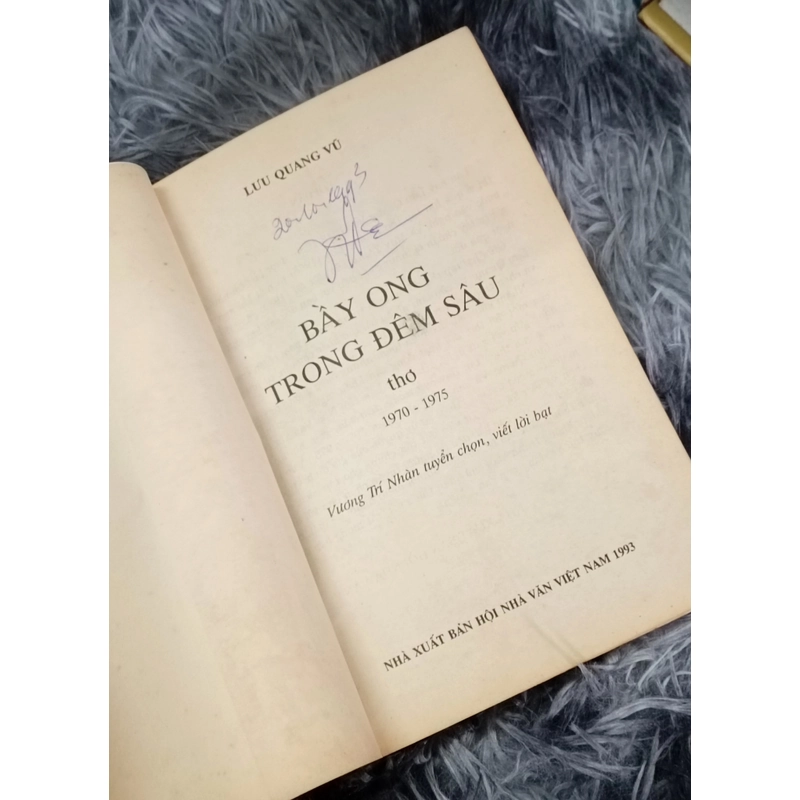 LƯU QUANG VŨ
BẦY ONG
TRONG ĐÊM SÂU
thơ
1970 - 1975
Vương Trí Nhàn tuyển chọn, viết lời bạt
NHÀ XUẤT BẢN HỘI NHÀ VĂN VIỆT NAM 1993